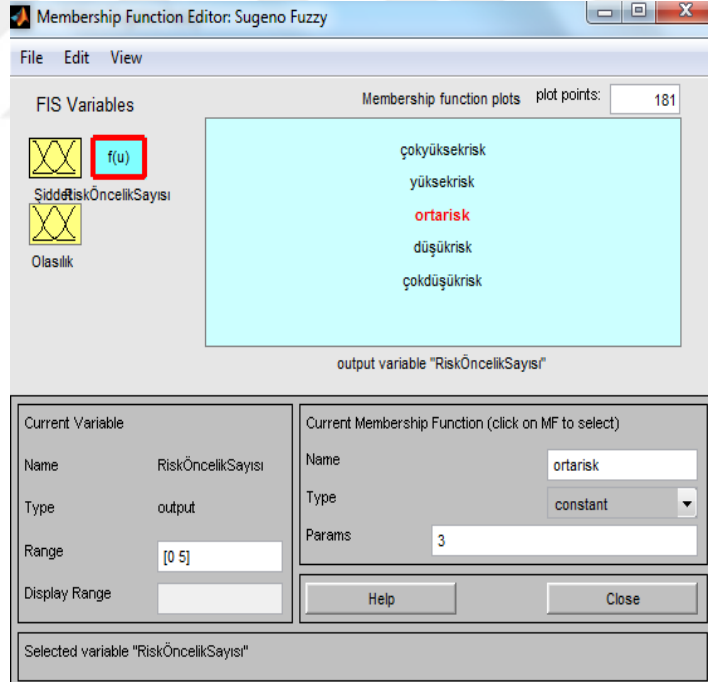 Membership Function Editor: Sugeno Fuzzy
File Edit View
FIS Variables
Membership function plots plot points: 181
f(u)
Şiddet RiskÖncelikSayısı
Olasılık
çokyüksekrisk
yüksekrisk
ortarisk
düşükrisk
çokdüşükrisk
output variable "RiskÖncelikSayısı"
Current Variable
Name RiskÖncelikSayısı
Type output
Range [0 5]
Display Range
Current Membership Function (click on MF to select)
Name ortarisk
Type constant
Params 3
Help Close
Selected variable "RiskÖncelikSayısı"